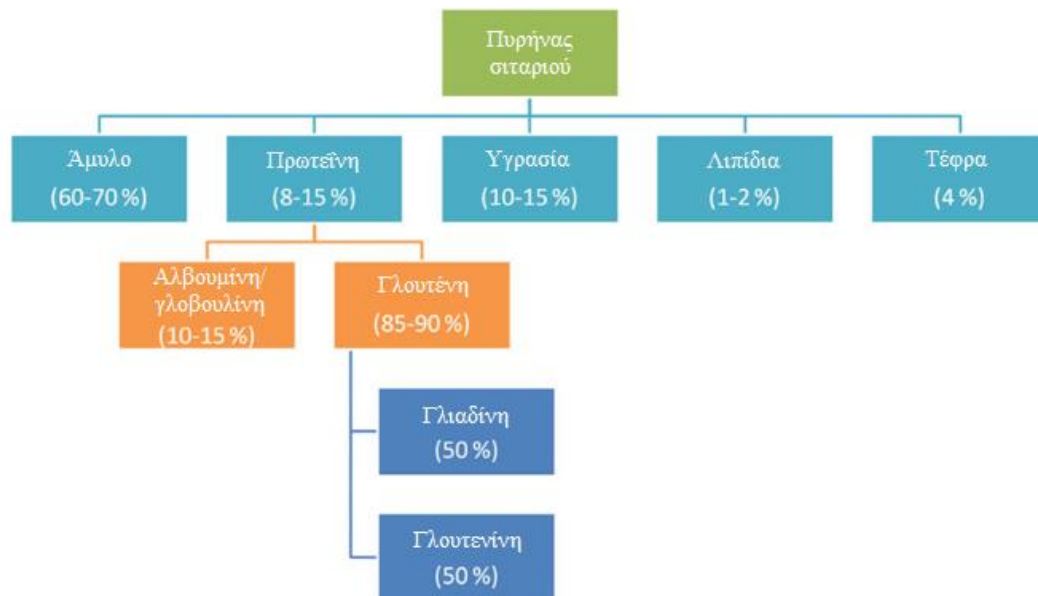 Πυρήνας
σιταριού
Άμυλο
(60-70 %)
Πρωτεΐνη
(8-15 %)
Υγρασία
(10-15 %)
Λιπίδια
(1-2 %)
Τέφρα
(4 %)
Αλβουμίνη/
γλοβουλίνη
(10-15 %)
Γλουτένη
(85-90 %)
Γλιαδίνη
(50 %)
Γλουτενίνη
(50 %)